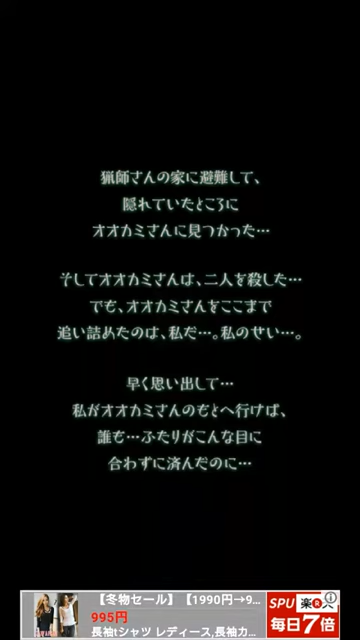 猟師さんの家に避難して、
隠れていたところに
オオカミさんに見つかった…
そしてオオカミさんは、二人を殺した…
でも、オオカミさんをここまで
追い詰めたのは、私だ…。私のせい…。
早く思い出して…
私がオオカミさんのもとへ行けば、
誰も…ふたりがこんな目に
合わずに済んだのに…
【冬物セール】【1990円→9...
995円
長袖tシャツ レディース,長袖カ...
SPU 楽 R
毎日7倍